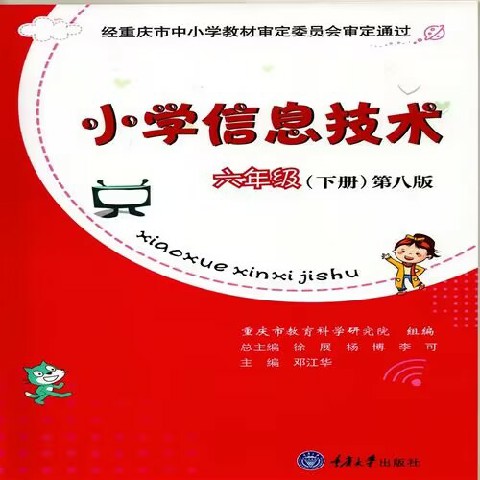 经重庆市中小学教材审定委员会审定通过
小学信息技术
六年级(下册)第八版
xiaoxue xinxi jishu
重庆市教育科学研究院 组编
总主编 徐展 杨博 李可
主编 邓江华
重庆大学出版社